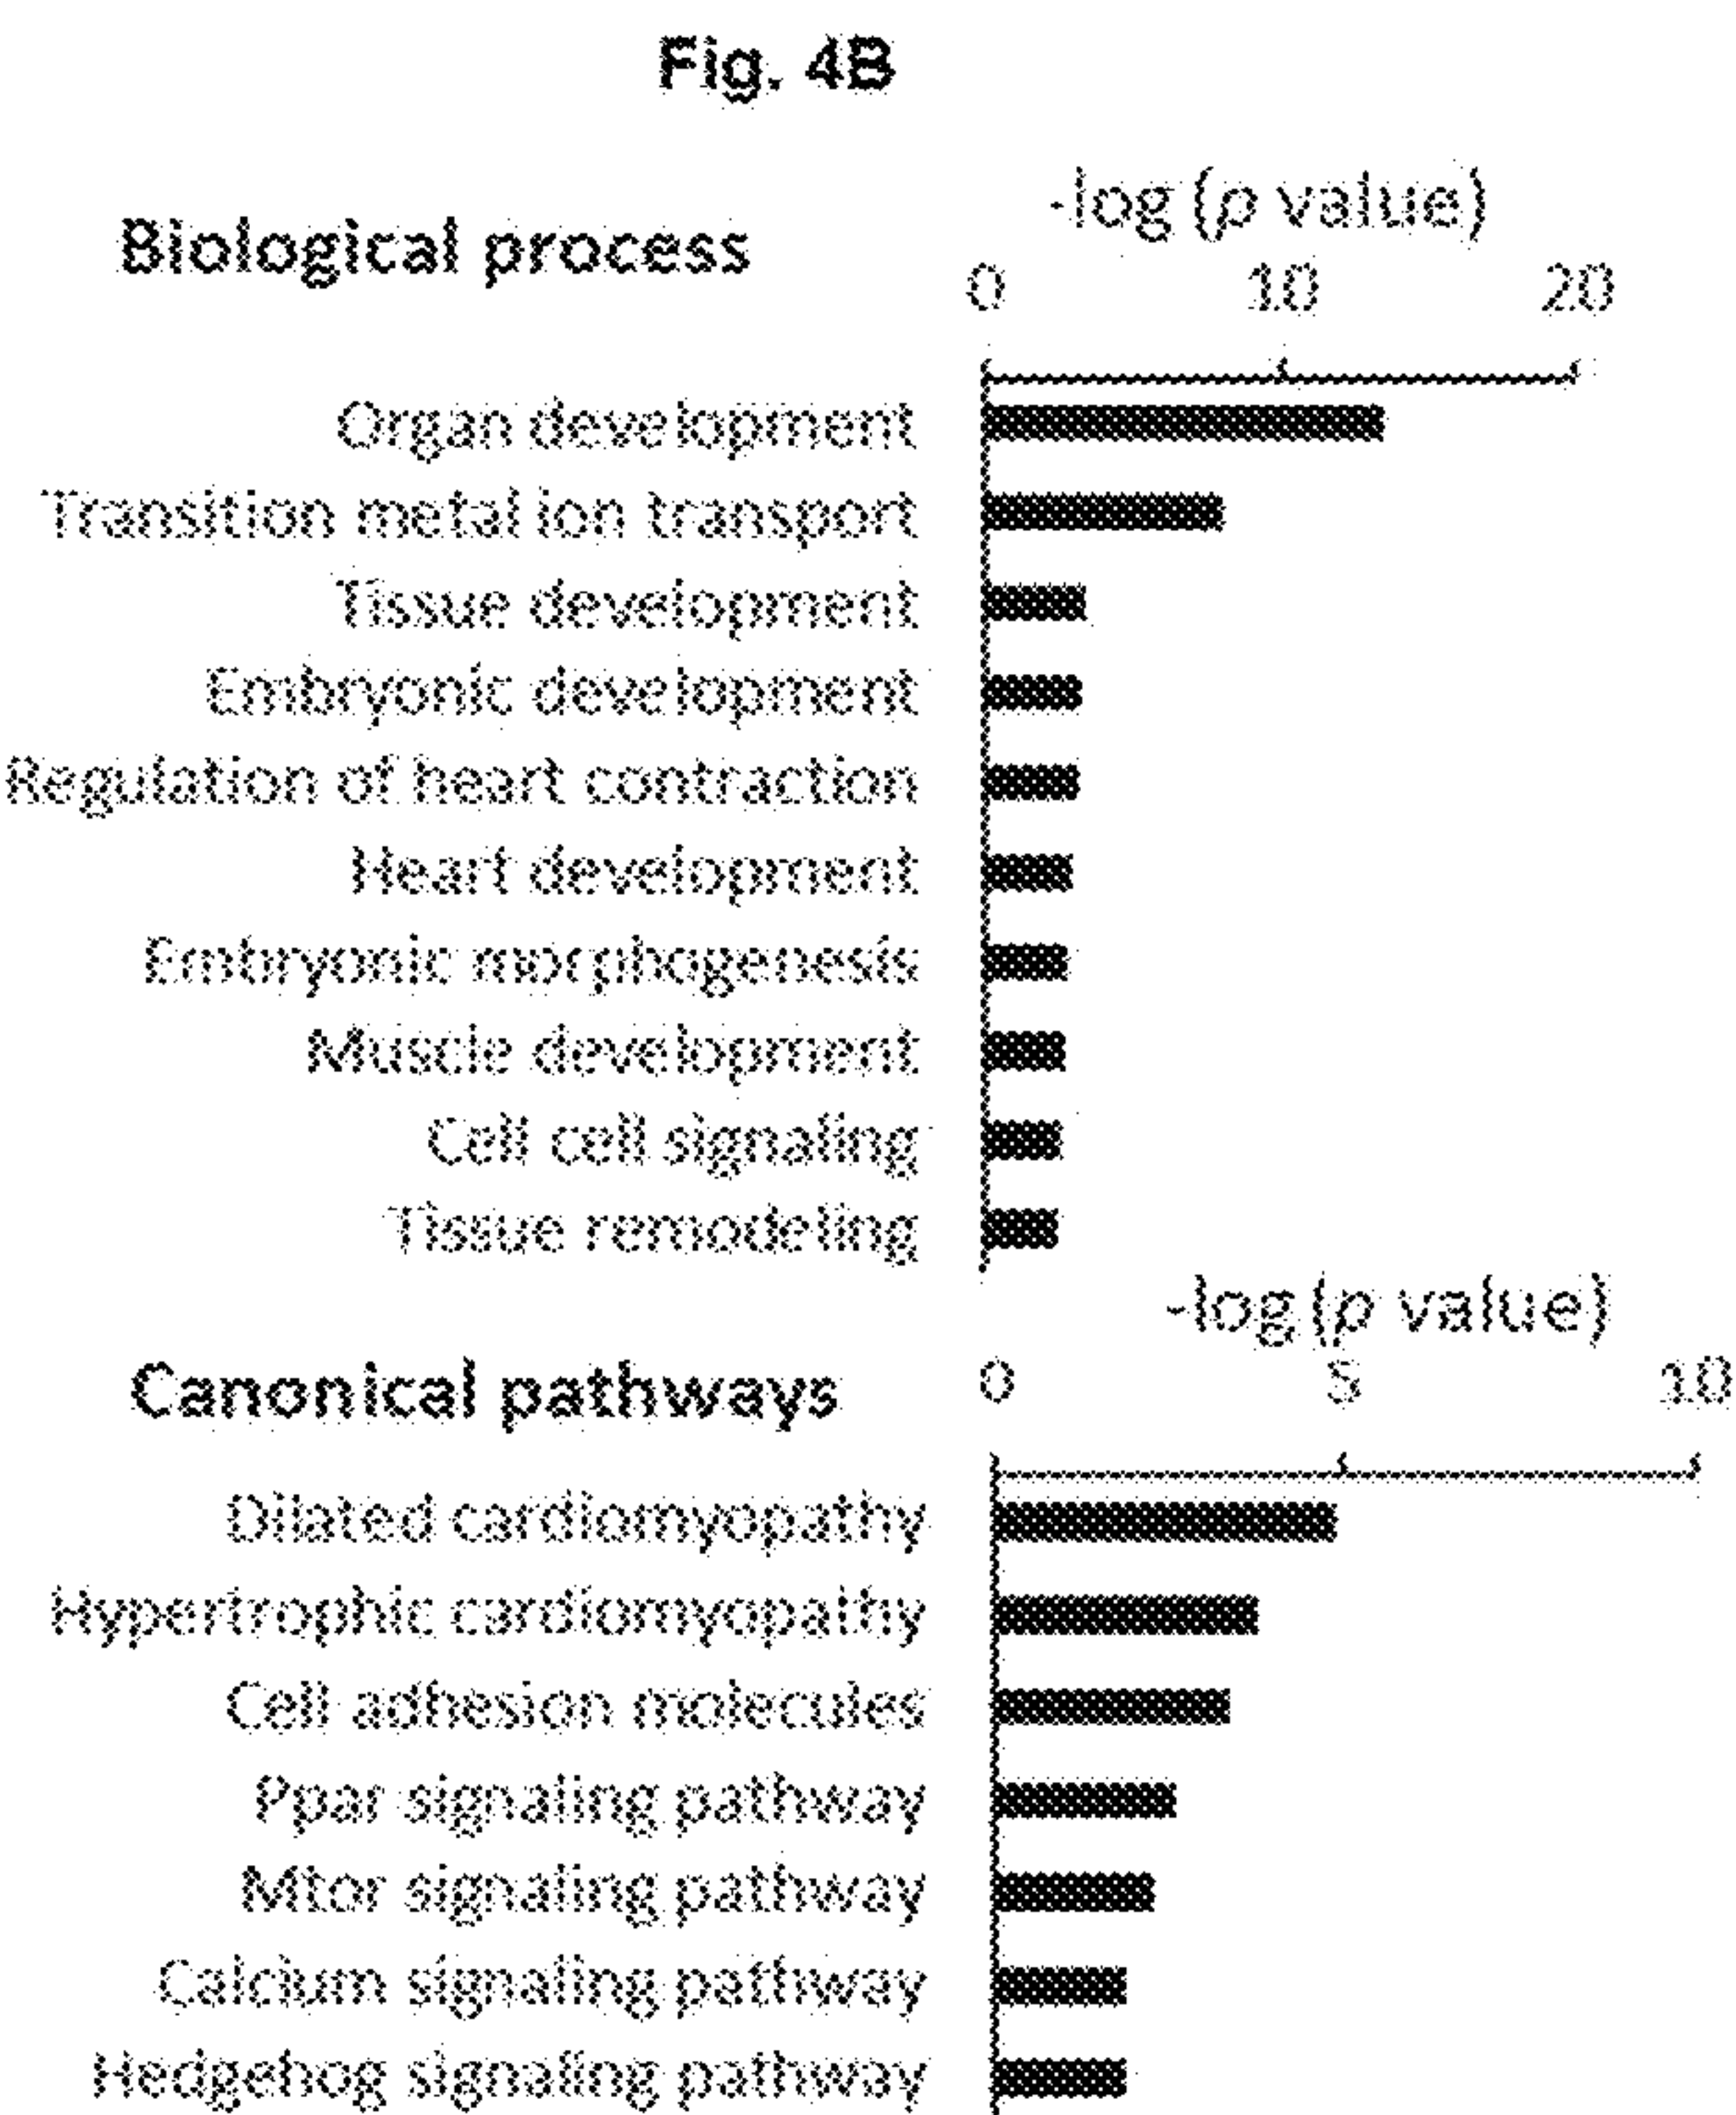 Fig. 4B
-log (p value)
Biological process
0 10 20
Organ development
Transition metal ion transport
Tissue development
Embryonic development
Regulation of heart contraction
Heart development
Embryonic morphogenesis
Muscle development
Cell cell signaling
Tissue remodeling
-log (p value)
Canonical pathways
0 5 10
Dilated cardiomyopathy
Hypertrophic cardiomyopathy
Cell adhesion molecules
Ppar signaling pathway
Mtor signaling pathway
Calcium signaling pathway
Hedgehog signaling pathway